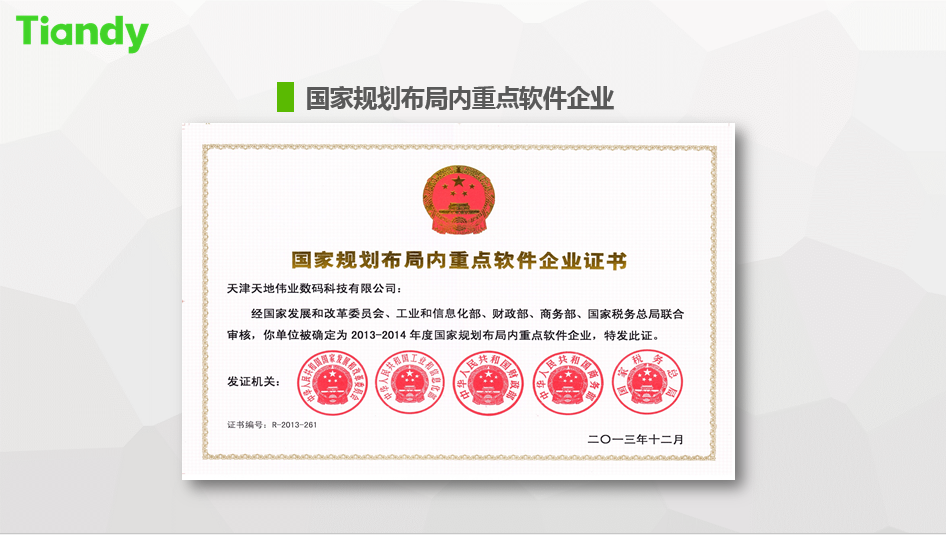 Tiandy
国家规划布局内重点软件企业
国家规划布局内重点软件企业证书
天津天地伟业数码科技有限公司：
经国家发展和改革委员会、工业和信息化部、财政部、商务部、国家税务总局联合
审核，你单位被确定为 2013-2014 年度国家规划布局内重点软件企业，特发此证。
发证机关：
中华人民共和国国家发展和改革委员会
中华人民共和国工业和信息化部
中华人民共和国财政部
中华人民共和国商务部
国家税务总局
证书编号：R-2013-261
二〇一三年十二月